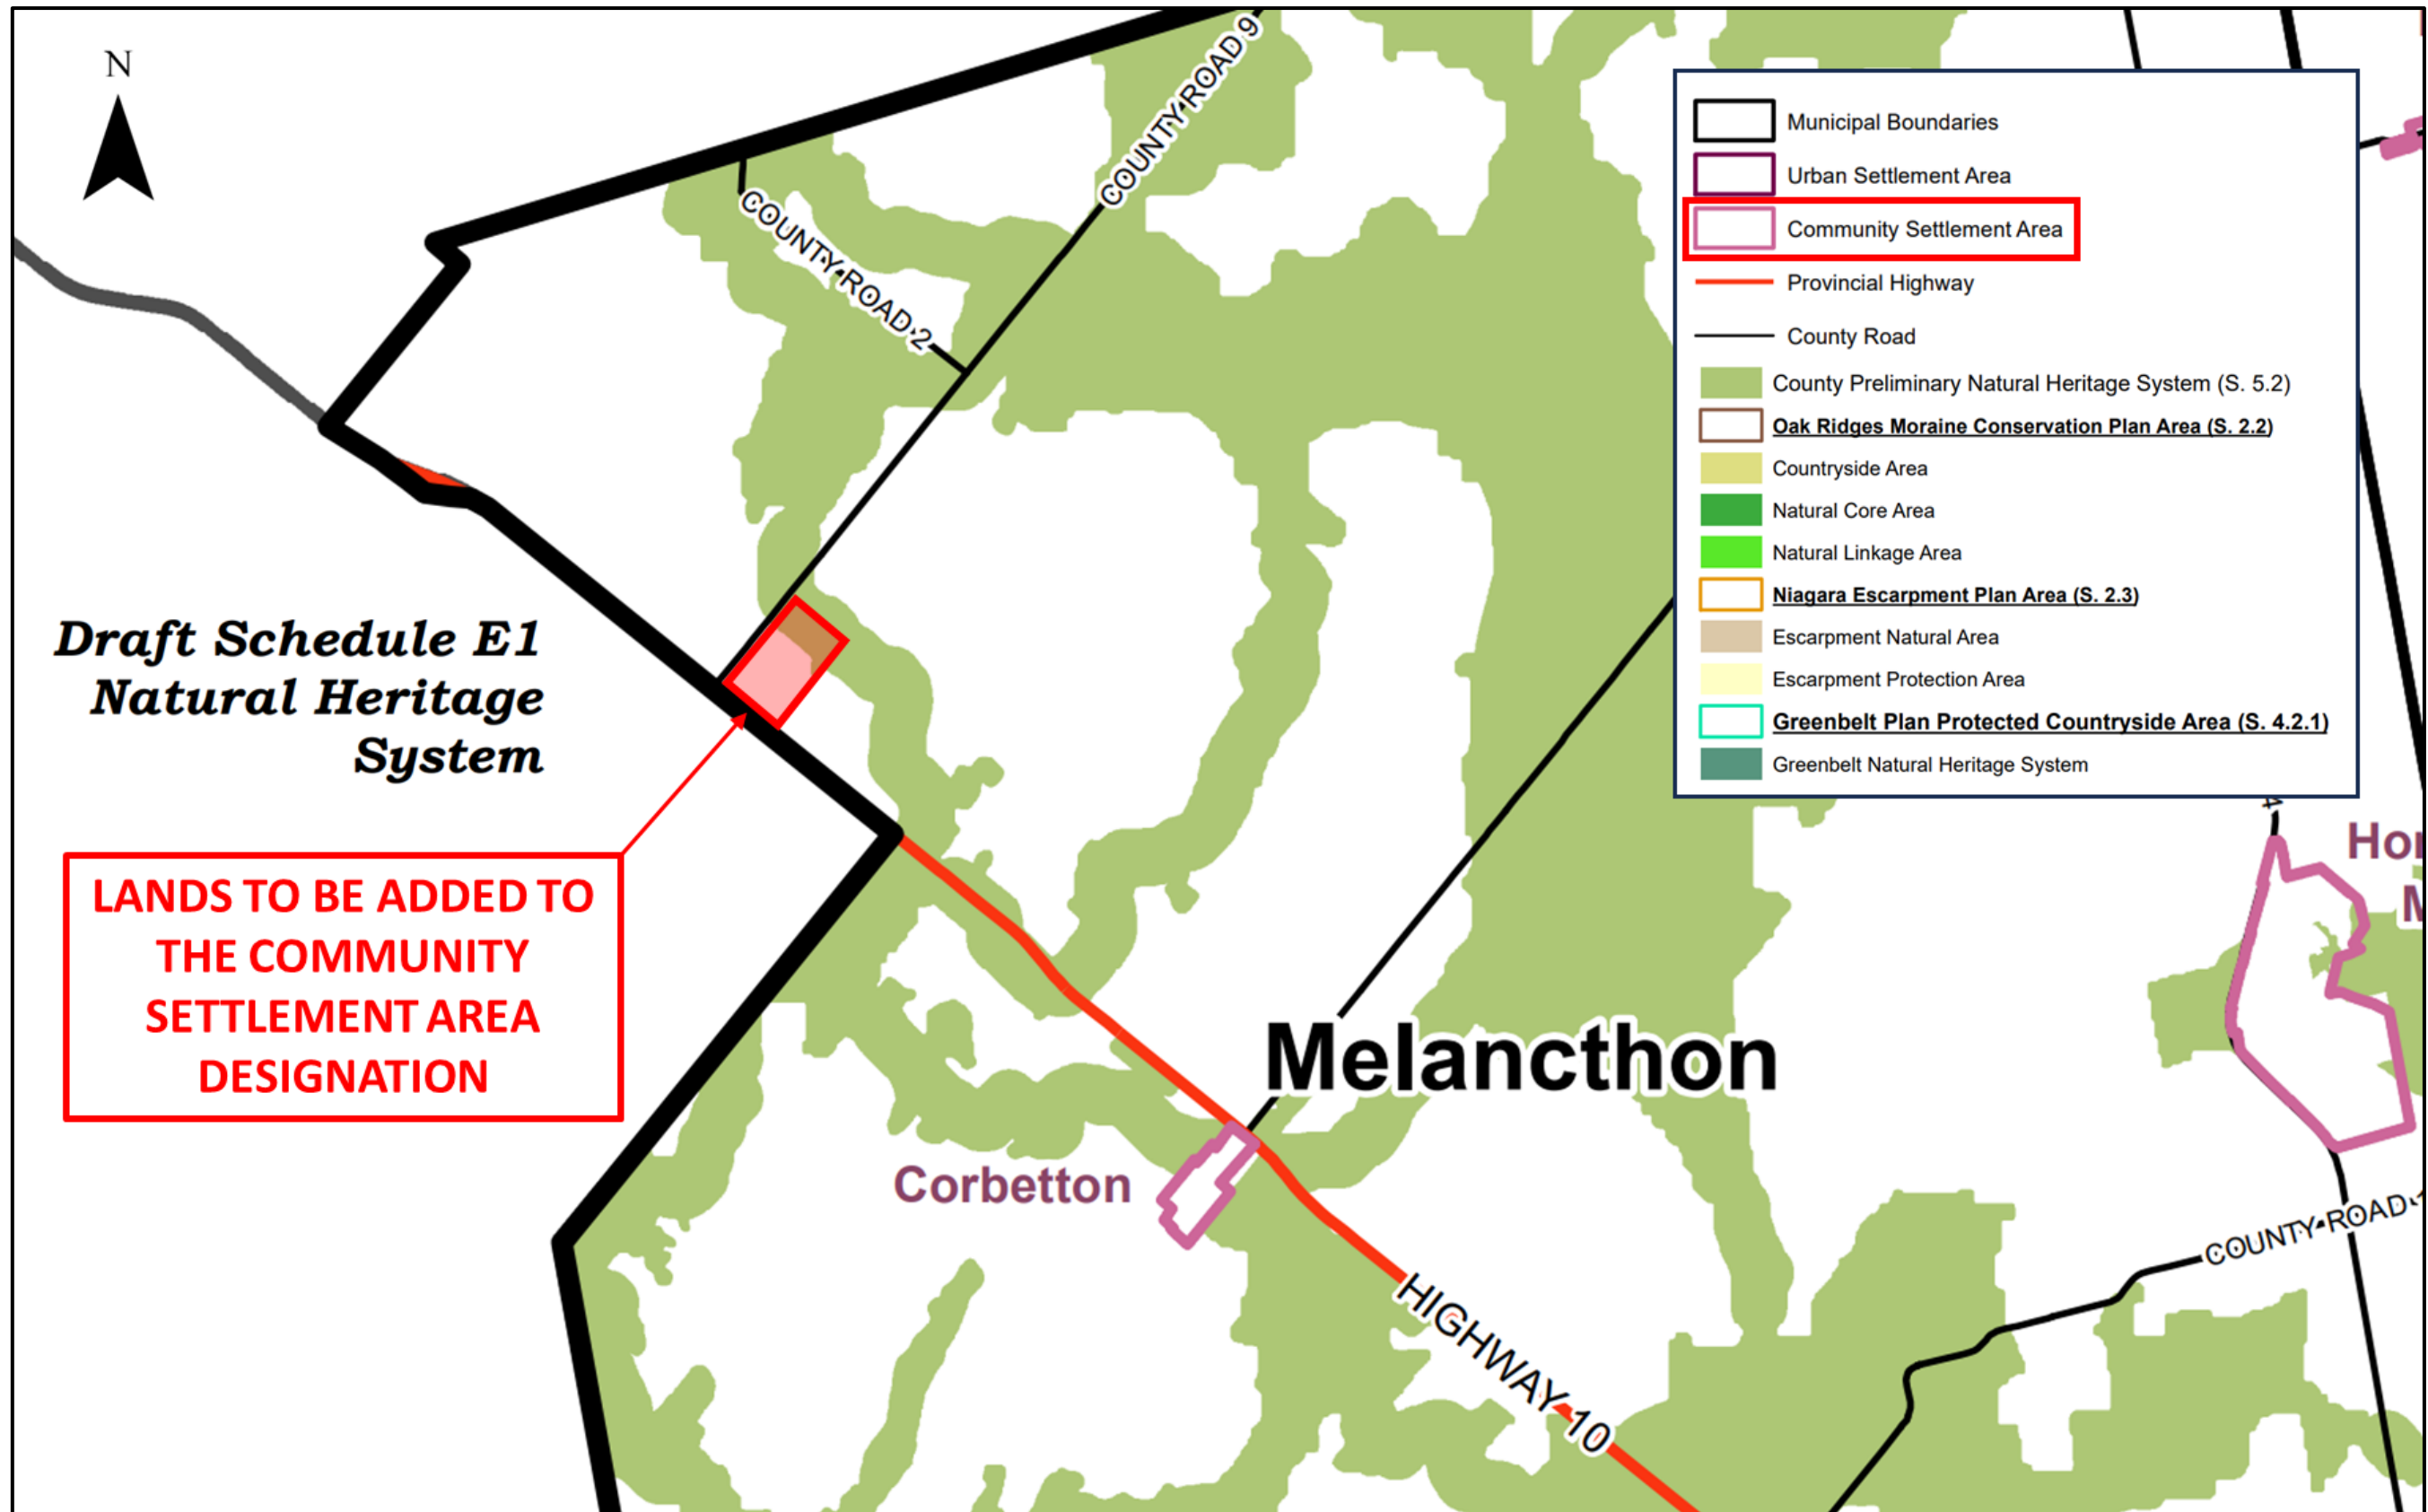 N
COUNTY ROAD 9
COUNTY ROAD 2
Municipal Boundaries
Urban Settlement Area
Community Settlement Area
Provincial Highway
County Road
County Preliminary Natural Heritage System (S. 5.2)
Oak Ridges Moraine Conservation Plan Area (S. 2.2)
Countryside Area
Natural Core Area
Natural Linkage Area
Niagara Escarpment Plan Area (S. 2.3)
Escarpment Natural Area
Escarpment Protection Area
Greenbelt Plan Protected Countryside Area (S. 4.2.1)
Greenbelt Natural Heritage System
Draft Schedule E1
Natural Heritage
System
LANDS TO BE ADDED TO
THE COMMUNITY
SETTLEMENT AREA
DESIGNATION
Melancthon
Corbetton
HIGHWAY 10
COUNTY ROAD